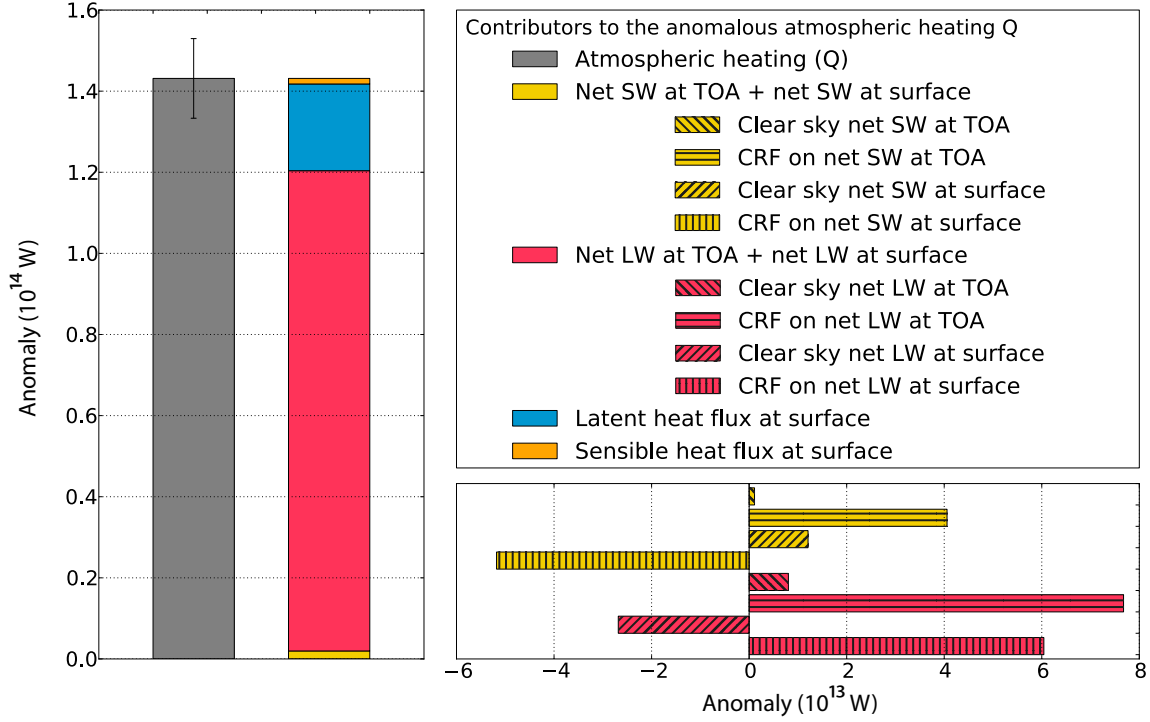 1.6
1.4
1.2
1.0
0.8
0.6
0.4
0.2
0.0
Anomaly (10^14 W)
Contributors to the anomalous atmospheric heating Q
Atmospheric heating (Q)
Net SW at TOA + net SW at surface
Clear sky net SW at TOA
CRF on net SW at TOA
Clear sky net SW at surface
CRF on net SW at surface
Net LW at TOA + net LW at surface
Clear sky net LW at TOA
CRF on net LW at TOA
Clear sky net LW at surface
CRF on net LW at surface
Latent heat flux at surface
Sensible heat flux at surface
−6 −4 −2 0 2 4 6 8
Anomaly (10^13 W)